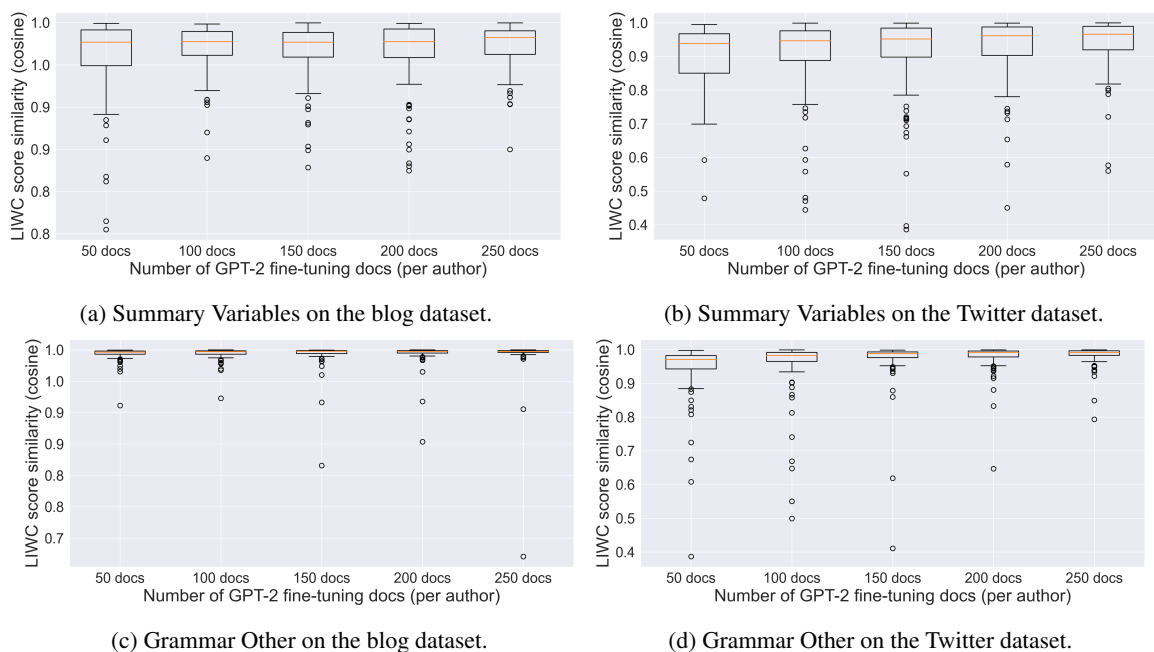 LIWC score similarity (cosine)
1.0
1.0
0.9
0.9
0.8
0.8
50 docs 100 docs 150 docs 200 docs 250 docs
Number of GPT-2 fine-tuning docs (per author)
(a) Summary Variables on the blog dataset.
LIWC score similarity (cosine)
1.0
0.9
0.8
0.7
0.6
0.5
0.4
50 docs 100 docs 150 docs 200 docs 250 docs
Number of GPT-2 fine-tuning docs (per author)
(b) Summary Variables on the Twitter dataset.
LIWC score similarity (cosine)
1.0
1.0
0.9
0.9
0.8
0.8
0.7
50 docs 100 docs 150 docs 200 docs 250 docs
Number of GPT-2 fine-tuning docs (per author)
(c) Grammar Other on the blog dataset.
LIWC score similarity (cosine)
1.0
0.9
0.8
0.7
0.6
0.5
0.4
50 docs 100 docs 150 docs 200 docs 250 docs
Number of GPT-2 fine-tuning docs (per author)
(d) Grammar Other on the Twitter dataset.